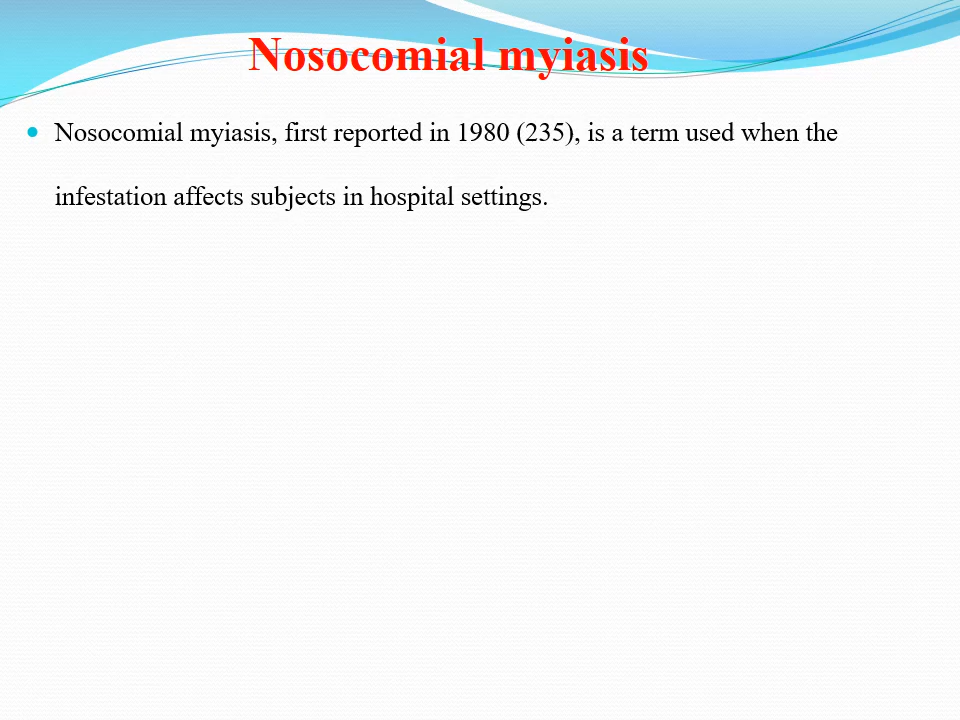 Nosocomial myiasis
Nosocomial myiasis, first reported in 1980 (235), is a term used when the
infestation affects subjects in hospital settings.